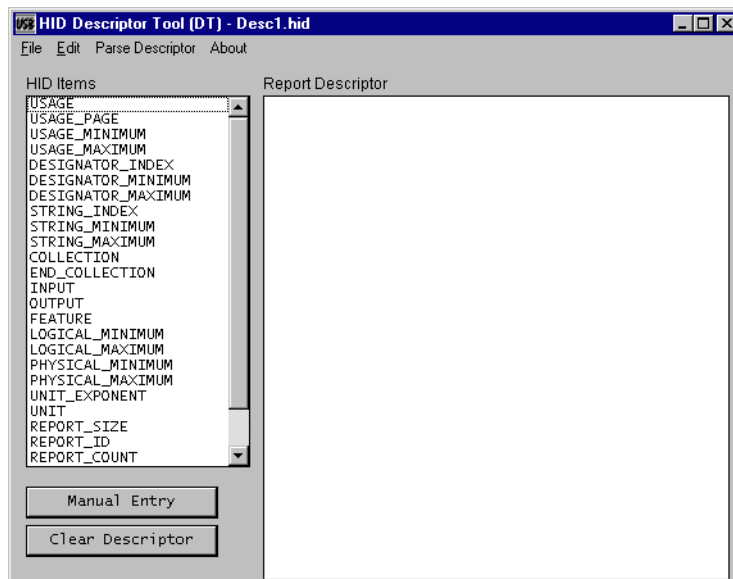 USB HID Descriptor Tool (DT) - Desc1.hid
File Edit Parse Descriptor About
HID Items
Report Descriptor
USAGE
USAGE_PAGE
USAGE_MINIMUM
USAGE_MAXIMUM
DESIGNATOR_INDEX
DESIGNATOR_MINIMUM
DESIGNATOR_MAXIMUM
STRING_INDEX
STRING_MINIMUM
STRING_MAXIMUM
COLLECTION
END_COLLECTION
INPUT
OUTPUT
FEATURE
LOGICAL_MINIMUM
LOGICAL_MAXIMUM
PHYSICAL_MINIMUM
PHYSICAL_MAXIMUM
UNIT_EXPONENT
UNIT
REPORT_SIZE
REPORT_ID
REPORT_COUNT
Manual Entry
Clear Descriptor